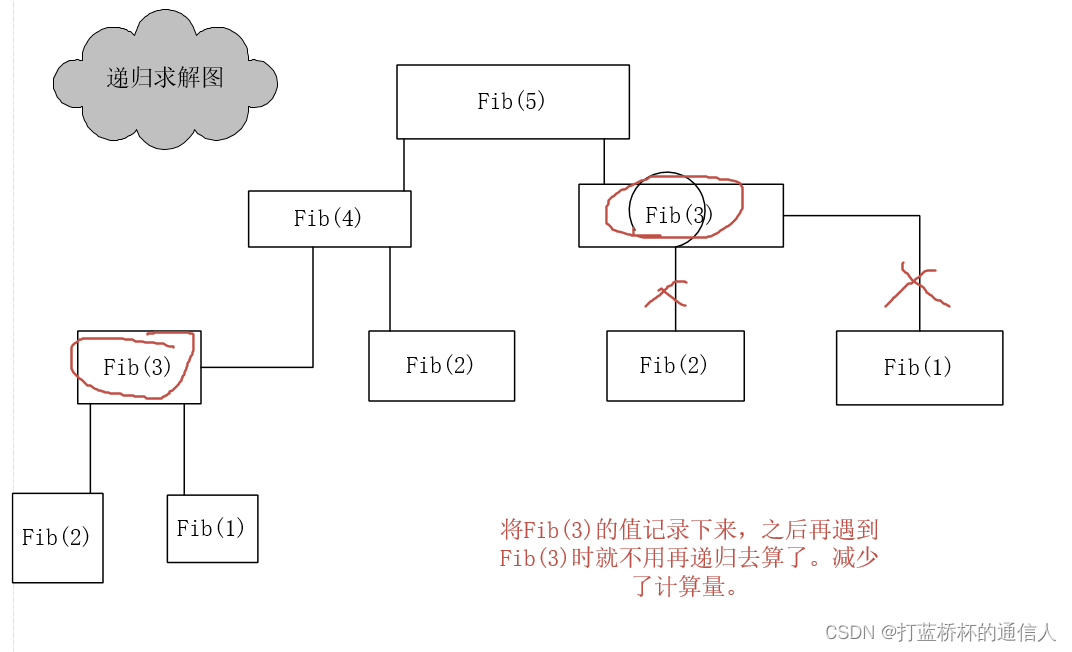 递归求解图
Fib(5)
Fib(4)
Fib(3)
Fib(3)
Fib(2)
Fib(2)
Fib(1)
Fib(2)
Fib(1)
将Fib(3)的值记录下来，之后再遇到
Fib(3)时就不用再递归去算了。减少
了计算量。
CSDN @打蓝桥杯的通信人